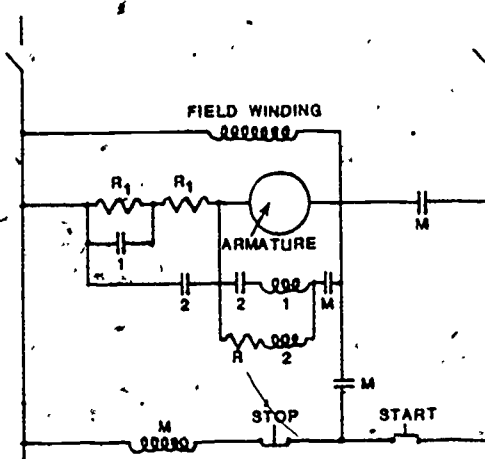 FIELD WINDING
R1 R1
M
ARMATURE
1
2 2 1 M
R 2
M
STOP START
M